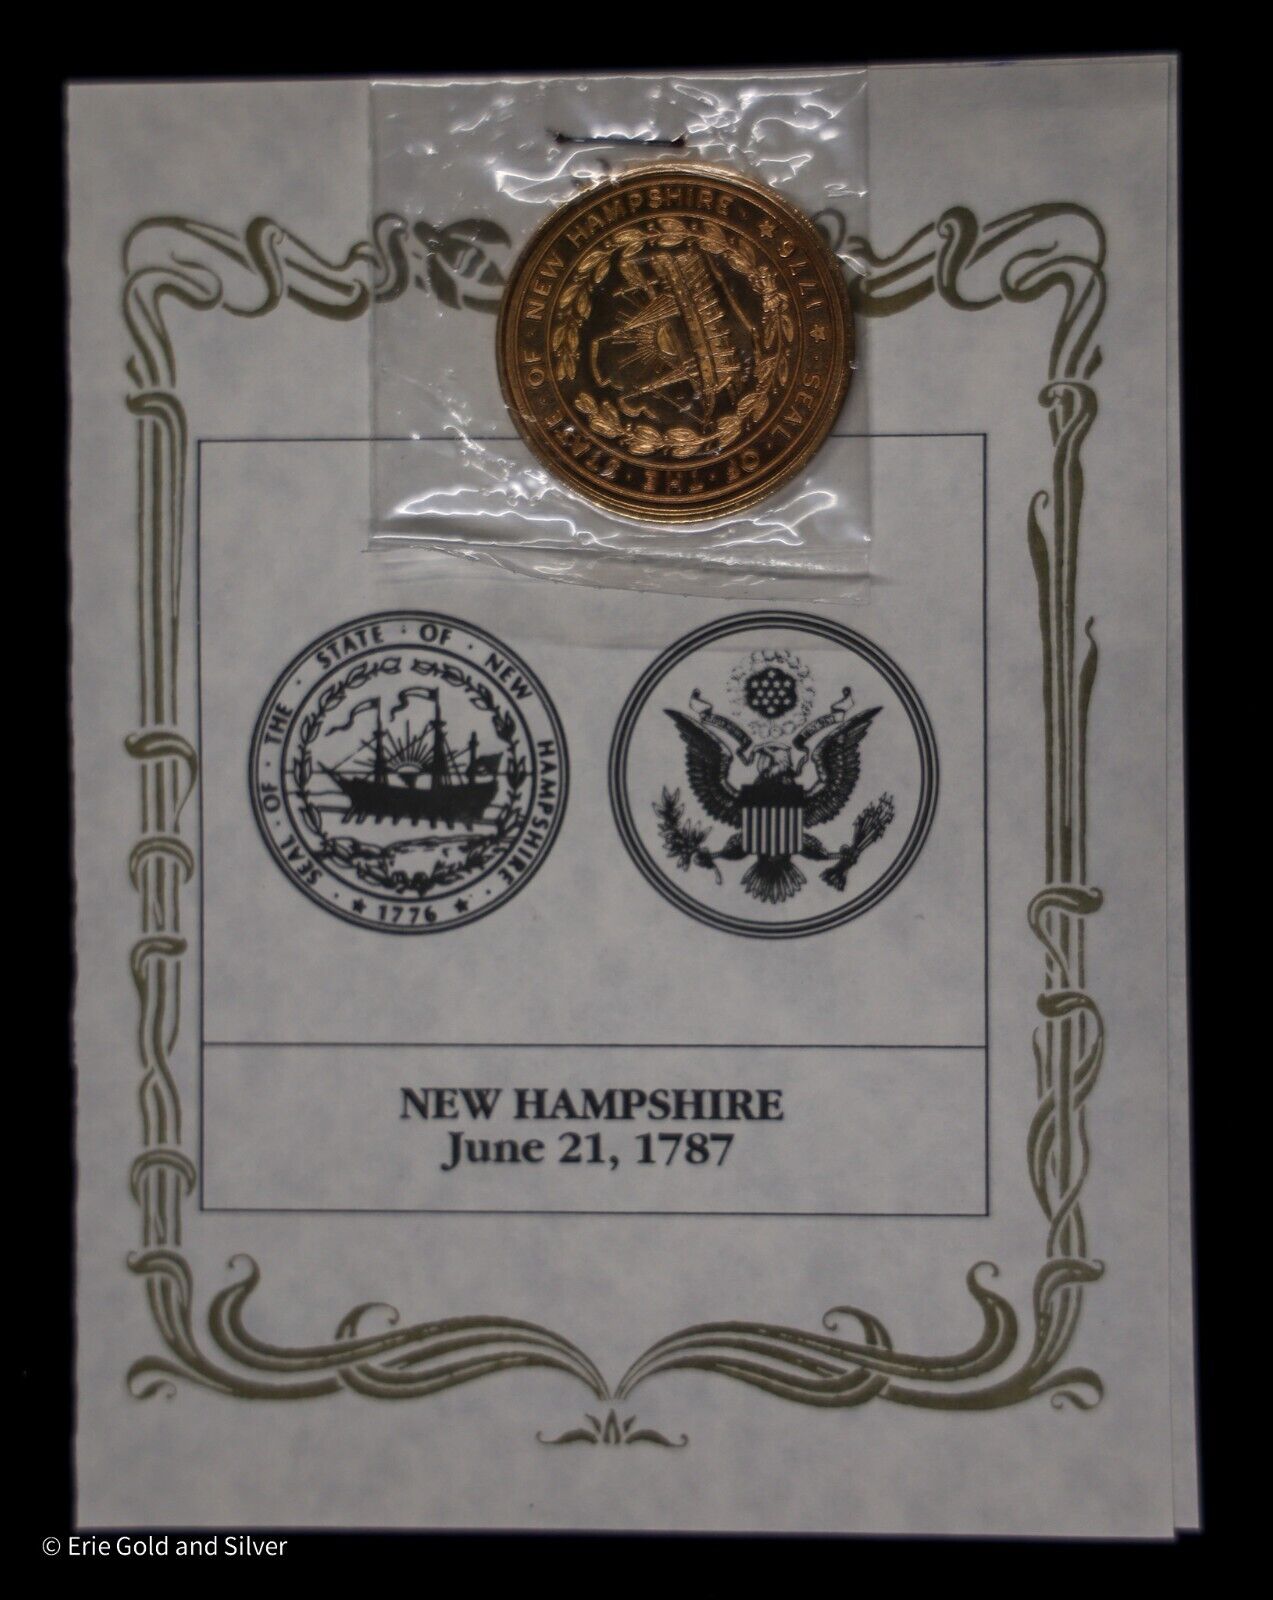 SEAL · OF · THE · STATE · OF · NEW HAMPSHIRE · ★ 1776 ★
SEAL · OF · THE · STATE · OF · NEW HAMPSHIRE · ★ 1776 ★ ·
NEW HAMPSHIRE
June 21, 1787
© Erie Gold and Silver